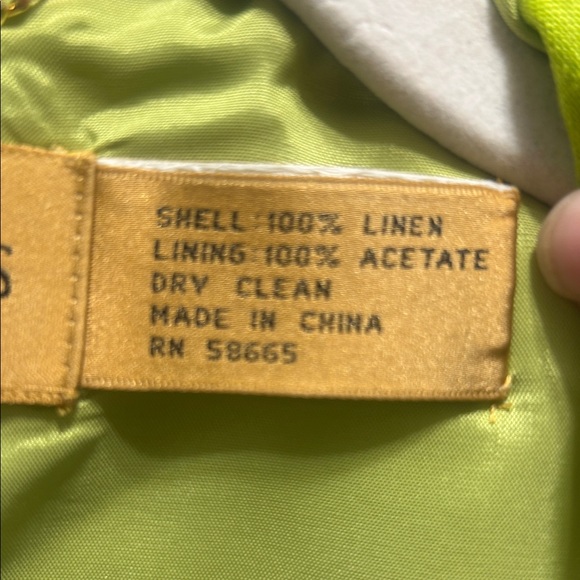 S
SHELL:100% LINEN
LINING:100% ACETATE
DRY CLEAN
MADE IN CHINA
RN 58665